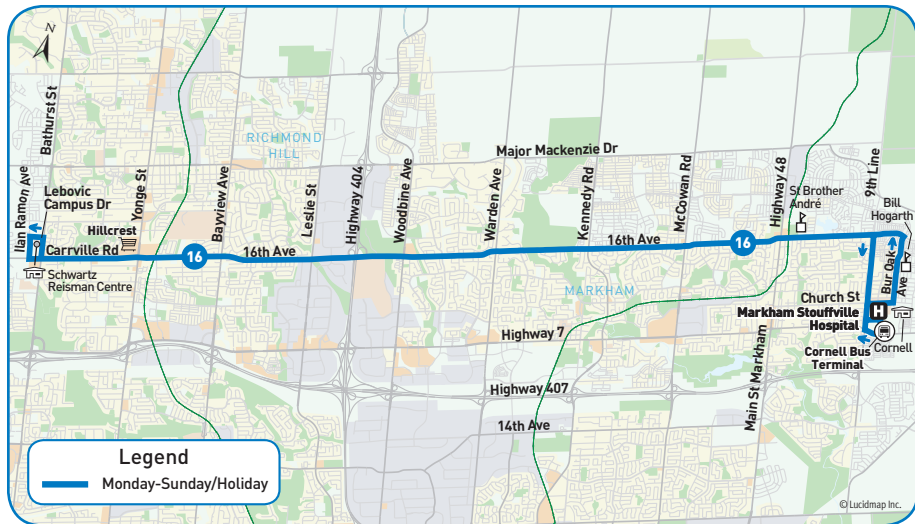 N
Ilan Ramon Ave
Bathurst St
Yonge St
Bayview Ave
Leslie St
Highway 404
Woodbine Ave
Warden Ave
Kennedy Rd
McCowan Rd
Highway 48
9th Line
RICHMOND
HILL
Major Mackenzie Dr
Lebovic
Campus Dr
Hillcrest
Carrville Rd
16
16th Ave
16th Ave
16
St Brother
André
Bill
Hogarth
Schwartz
Reisman Centre
MARKHAM
Bur Oak
Ave
Church St
Markham Stouffville
Hospital
H
Highway 7
Cornell Bus
Terminal
Cornell
Main St Markham
Highway 407
14th Ave
Legend
Monday-Sunday/Holiday
© Lucidmap Inc.